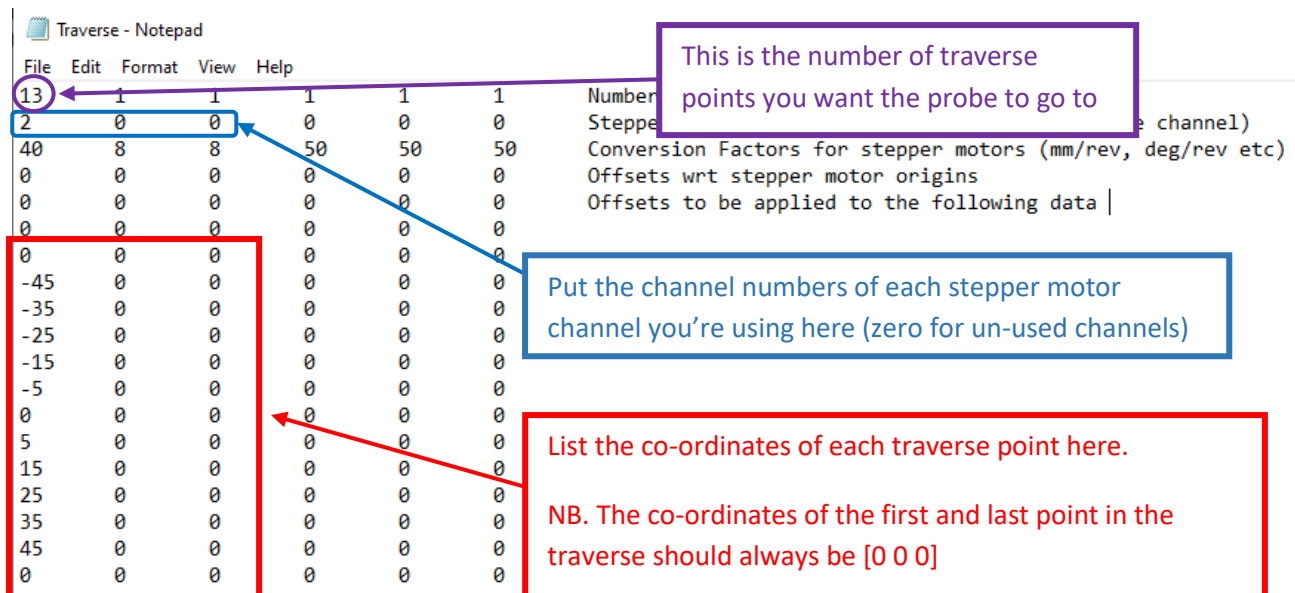 Traverse - Notepad
File Edit Format View Help
13 1 1 1 1 1 Number
2 0 0 0 0 0 Steppe e channel)
40 8 8 50 50 50 Conversion Factors for stepper motors (mm/rev, deg/rev etc)
0 0 0 0 0 0 Offsets wrt stepper motor origins
0 0 0 0 0 0 Offsets to be applied to the following data
0 0 0 0 0 0
0 0 0 0 0 0
-45 0 0 0 0 0
-35 0 0 0 0 0
-25 0 0 0 0 0
-15 0 0 0 0 0
-5 0 0 0 0 0
0 0 0 0 0 0
5 0 0 0 0 0
15 0 0 0 0 0
25 0 0 0 0 0
35 0 0 0 0 0
45 0 0 0 0 0
0 0 0 0 0 0
This is the number of traverse
points you want the probe to go to
Put the channel numbers of each stepper motor
channel you're using here (zero for un-used channels)
List the co-ordinates of each traverse point here.
NB. The co-ordinates of the first and last point in the
traverse should always be [0 0 0]